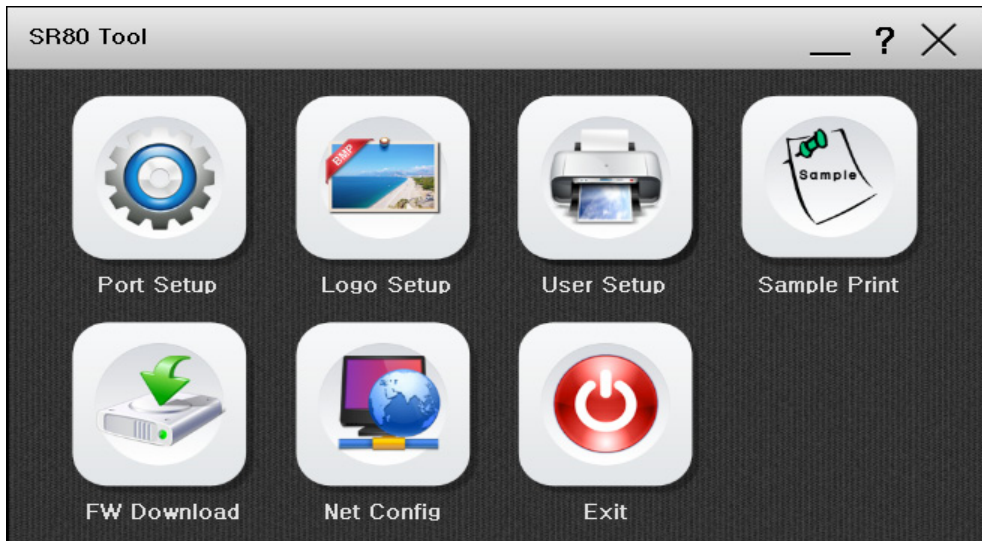 SR80 Tool
?
BMP
Sample
Port Setup
Logo Setup
User Setup
Sample Print
FW Download
Net Config
Exit